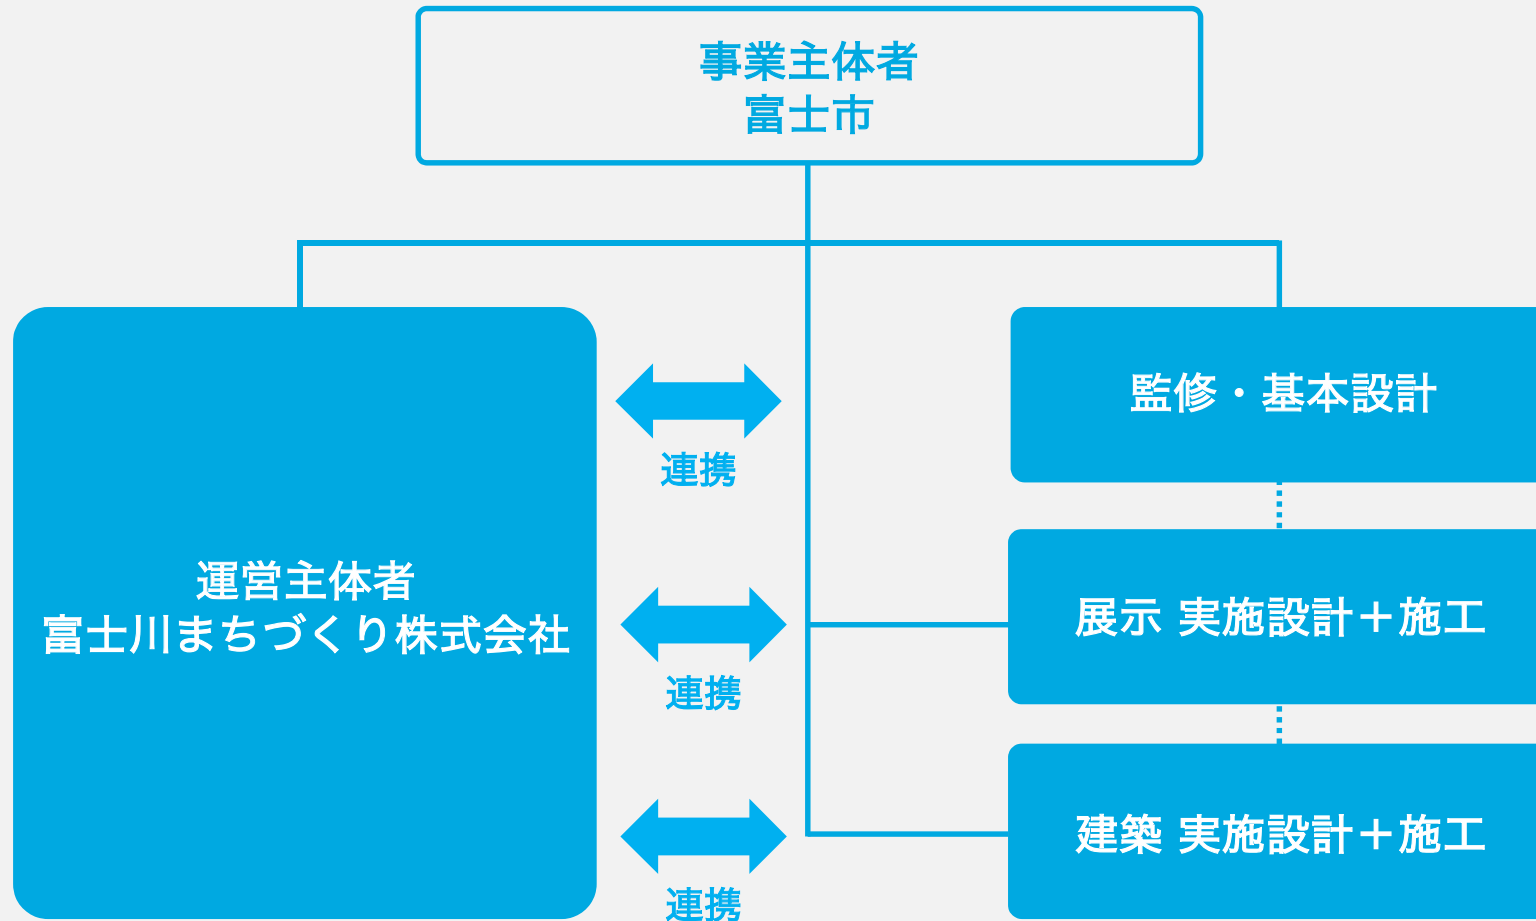 事業主体者
富士市
運営主体者
富士川まちづくり株式会社
連携
連携
連携
監修・基本設計
展示 実施設計＋施工
建築 実施設計＋施工